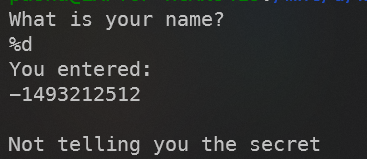 What is your name?
%d
You entered:
-1493212512
Not telling you the secret